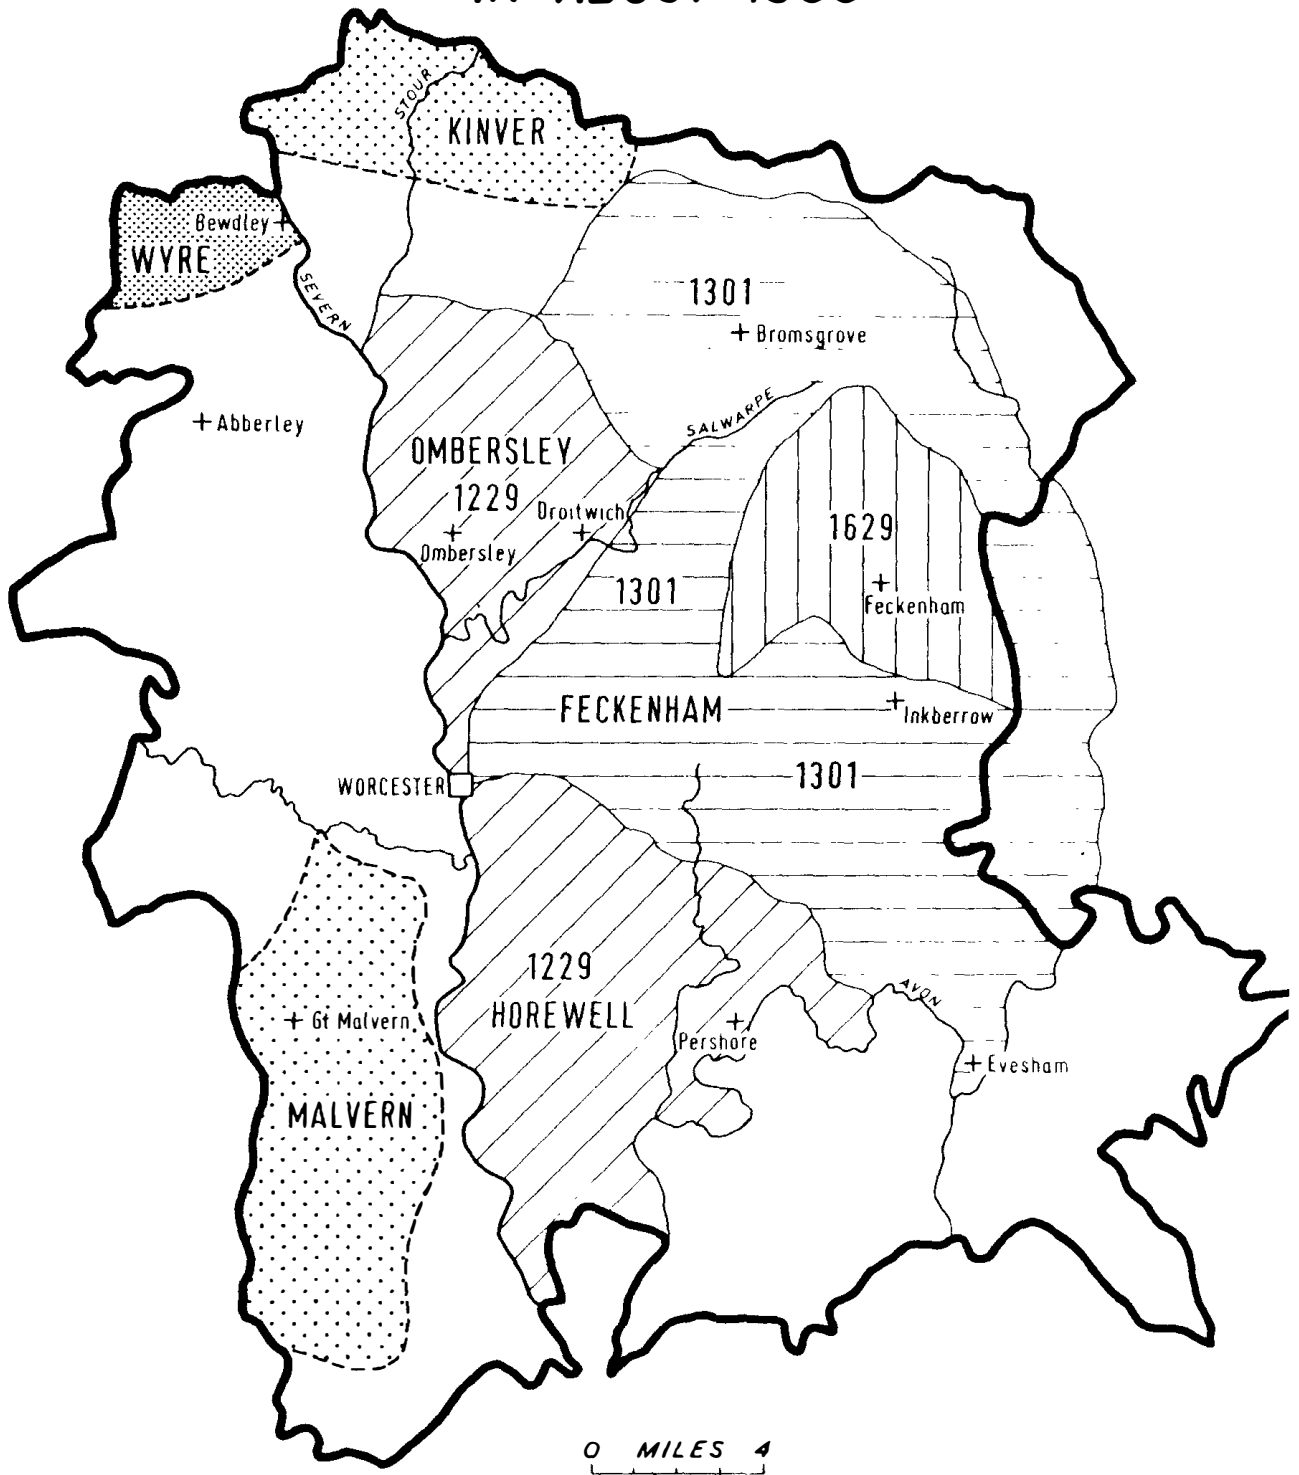 STOUR
KINVER
Bewdley
WYRE
SEVERN
1301
Bromsgrove
Abberley
SALWARPE
OMBERSLEY
1229
Droitwich
Ombersley
1629
1301
Feckenham
FECKENHAM
Inkberrow
1301
WORCESTER
1229
HOREWELL
AVON
Gt Malvern
Pershore
Evesham
MALVERN
0 MILES 4